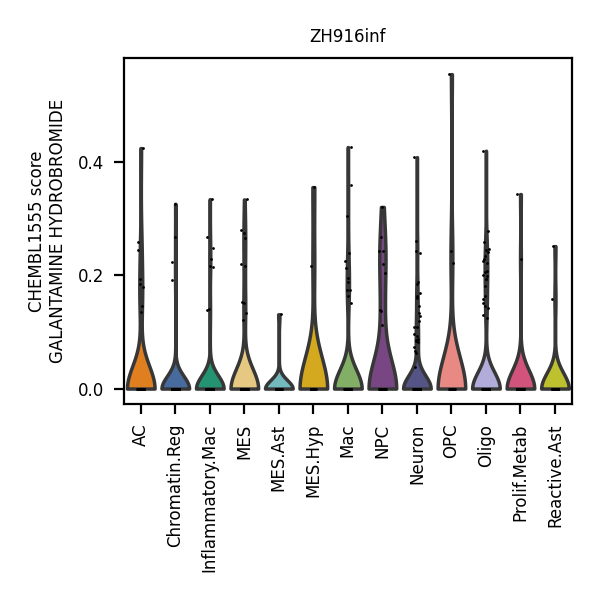 ZH916inf
CHEMBL1555 score
GALANTAMINE HYDROBROMIDE
0.4
0.2
0.0
AC
Chromatin.Reg
Inflammatory.Mac
MES
MES.Ast
MES.Hyp
Mac
NPC
Neuron
OPC
Oligo
Prolif.Metab
Reactive.Ast